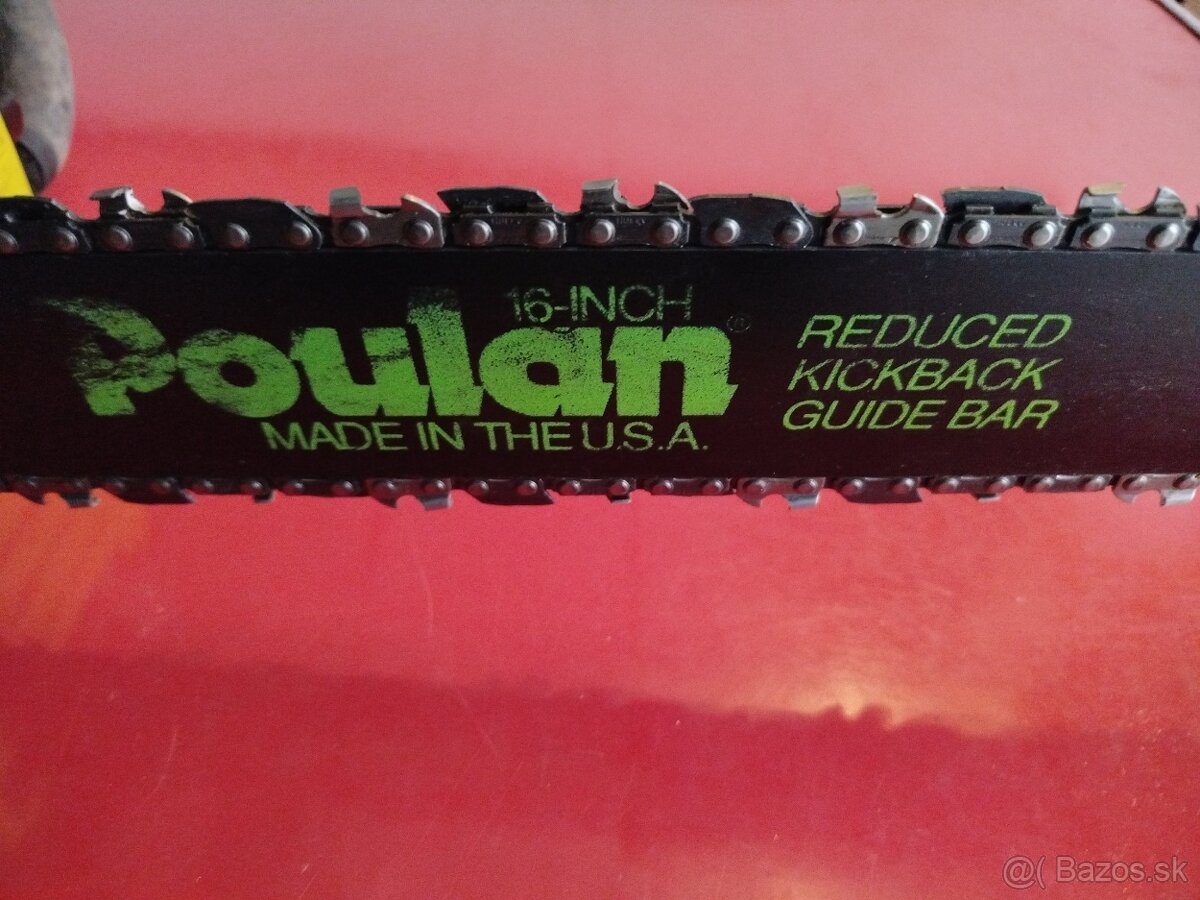 16-INCH
Poulan®
MADE IN THE U.S.A.
REDUCED
KICKBACK
GUIDE BAR
@( Bazos.sk